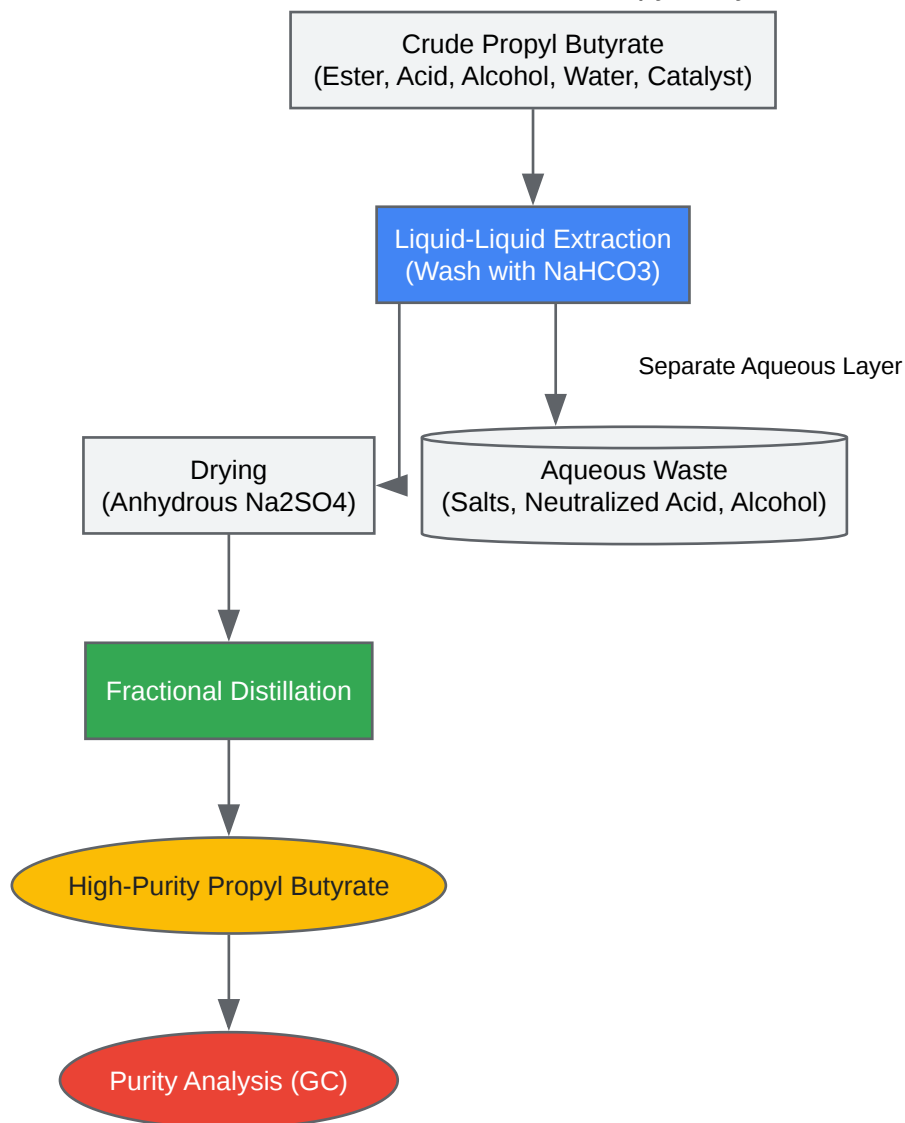 Crude Propyl Butyrate
(Ester, Acid, Alcohol, Water, Catalyst)
Liquid-Liquid Extraction
(Wash with NaHCO3)
Separate Aqueous Layer
Drying
(Anhydrous Na2SO4)
Aqueous Waste
(Salts, Neutralized Acid, Alcohol)
Fractional Distillation
High-Purity Propyl Butyrate
Purity Analysis (GC)